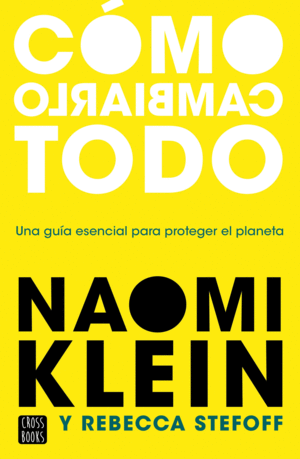 CÓMO
CAMBIARLO
TODO
Una guía esencial para proteger el planeta
NAOMI
KLEIN
Y REBECCA STEFOFF
CROSS
BOOKS